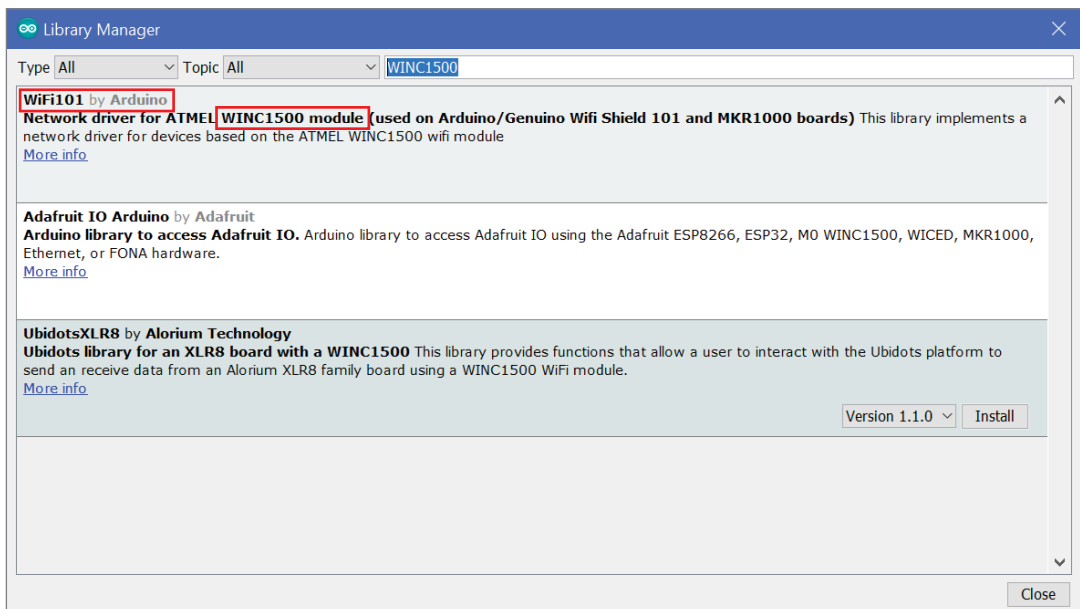 Library Manager
Type All Topic All WINC1500
WiFi101 by Arduino
Network driver for ATMEL WINC1500 module (used on Arduino/Genuino Wifi Shield 101 and MKR1000 boards) This library implements a
network driver for devices based on the ATMEL WINC1500 wifi module
More info
Adafruit IO Arduino by Adafruit
Arduino library to access Adafruit IO. Arduino library to access Adafruit IO using the Adafruit ESP8266, ESP32, M0 WINC1500, WICED, MKR1000,
Ethernet, or FONA hardware.
More info
UbidotsXLR8 by Alorium Technology
Ubidots library for an XLR8 board with a WINC1500 This library provides functions that allow a user to interact with the Ubidots platform to
send an receive data from an Alorium XLR8 family board using a WINC1500 WiFi module.
More info
Version 1.1.0 Install
Close